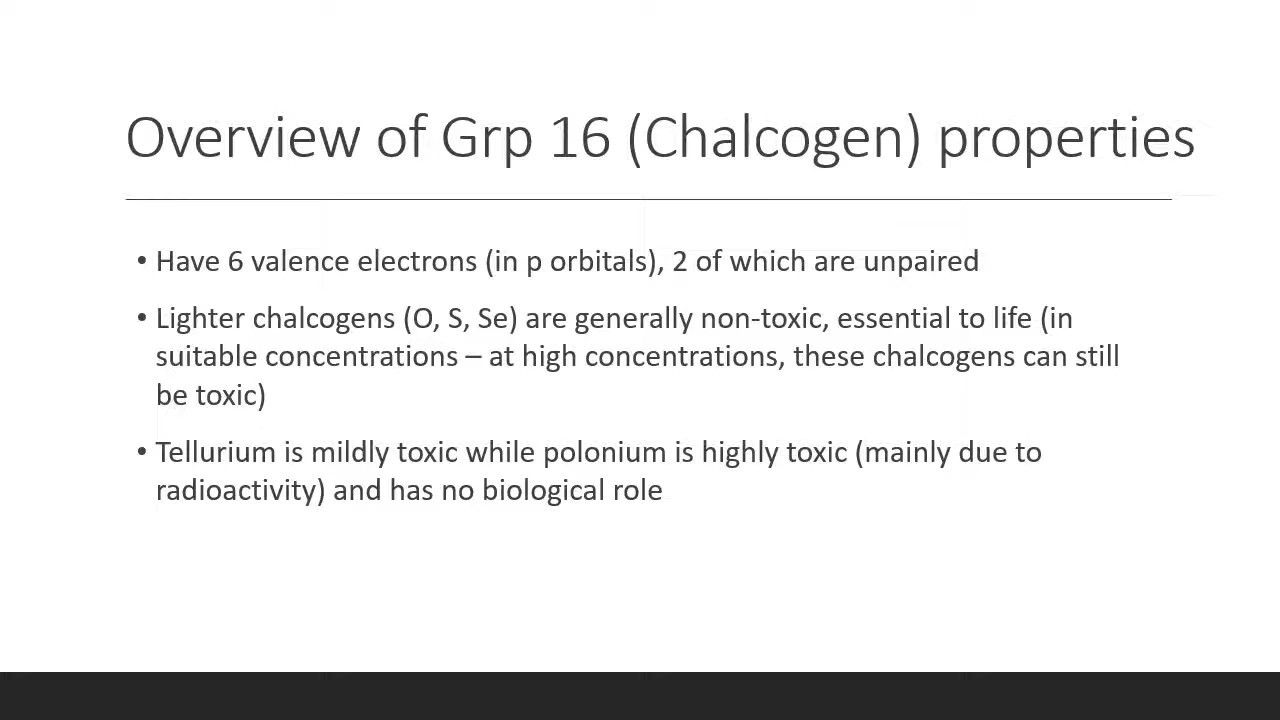 Overview of Grp 16 (Chalcogen) properties
• Have 6 valence electrons (in p orbitals), 2 of which are unpaired
• Lighter chalcogens (O, S, Se) are generally non-toxic, essential to life (in
suitable concentrations – at high concentrations, these chalcogens can still
be toxic)
• Tellurium is mildly toxic while polonium is highly toxic (mainly due to
radioactivity) and has no biological role